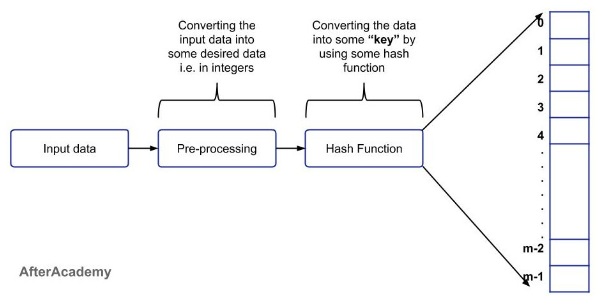 Converting the
input data into
some desired data
i.e. in integers
Converting the data
into some “key” by
using some hash
function
Input data
Pre-processing
Hash Function
0
1
2
3
4
.
.
.
.
.
.
.
m-2
m-1
AfterAcademy